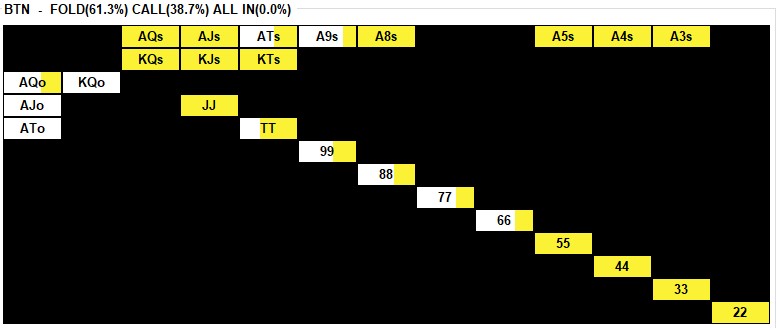 BTN - FOLD(61.3%) CALL(38.7%) ALL IN(0.0%)
AQs AJs ATs A9s A8s A5s A4s A3s
KQs KJs KTs
AQo KQo
AJo JJ
ATo TT
99
88
77
66
55
44
33
22